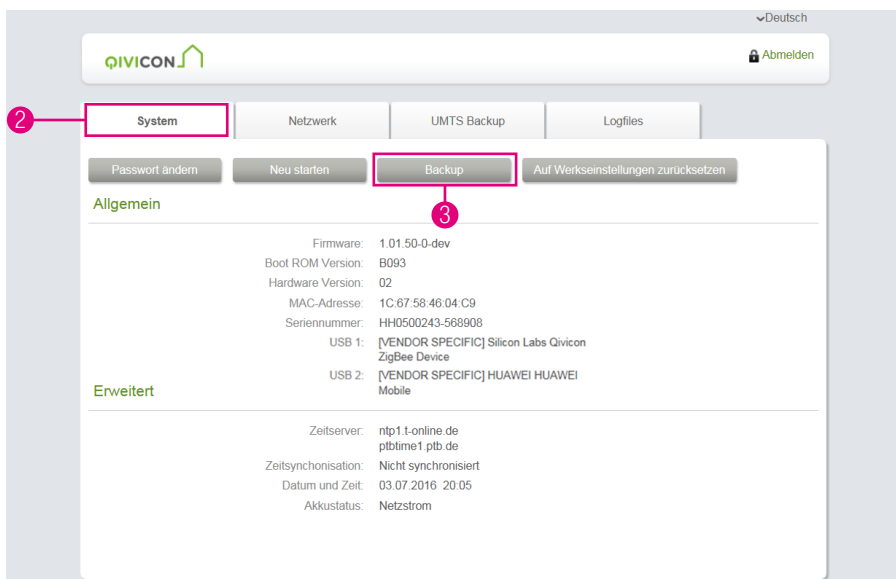 Deutsch
QIVICON
Abmelden
2
System
Netzwerk
UMTS Backup
Logfiles
Passwort ändern
Neu starten
Backup
Auf Werkseinstellungen zurücksetzen
3
Allgemein
Firmware: 1.01.50-0-dev
Boot ROM Version: B093
Hardware Version: 02
MAC-Adresse: 1C:67:58:46:04:C9
Seriennummer: HH0500243-568908
USB 1: [VENDOR SPECIFIC] Silicon Labs Qivicon
ZigBee Device
USB 2: [VENDOR SPECIFIC] HUAWEI HUAWEI
Mobile
Erweitert
Zeitserver: ntp1.t-online.de
ptbtime1.ptb.de
Zeitsynchonisation: Nicht synchronisiert
Datum und Zeit: 03.07.2016 20:05
Akkustatus: Netzstrom